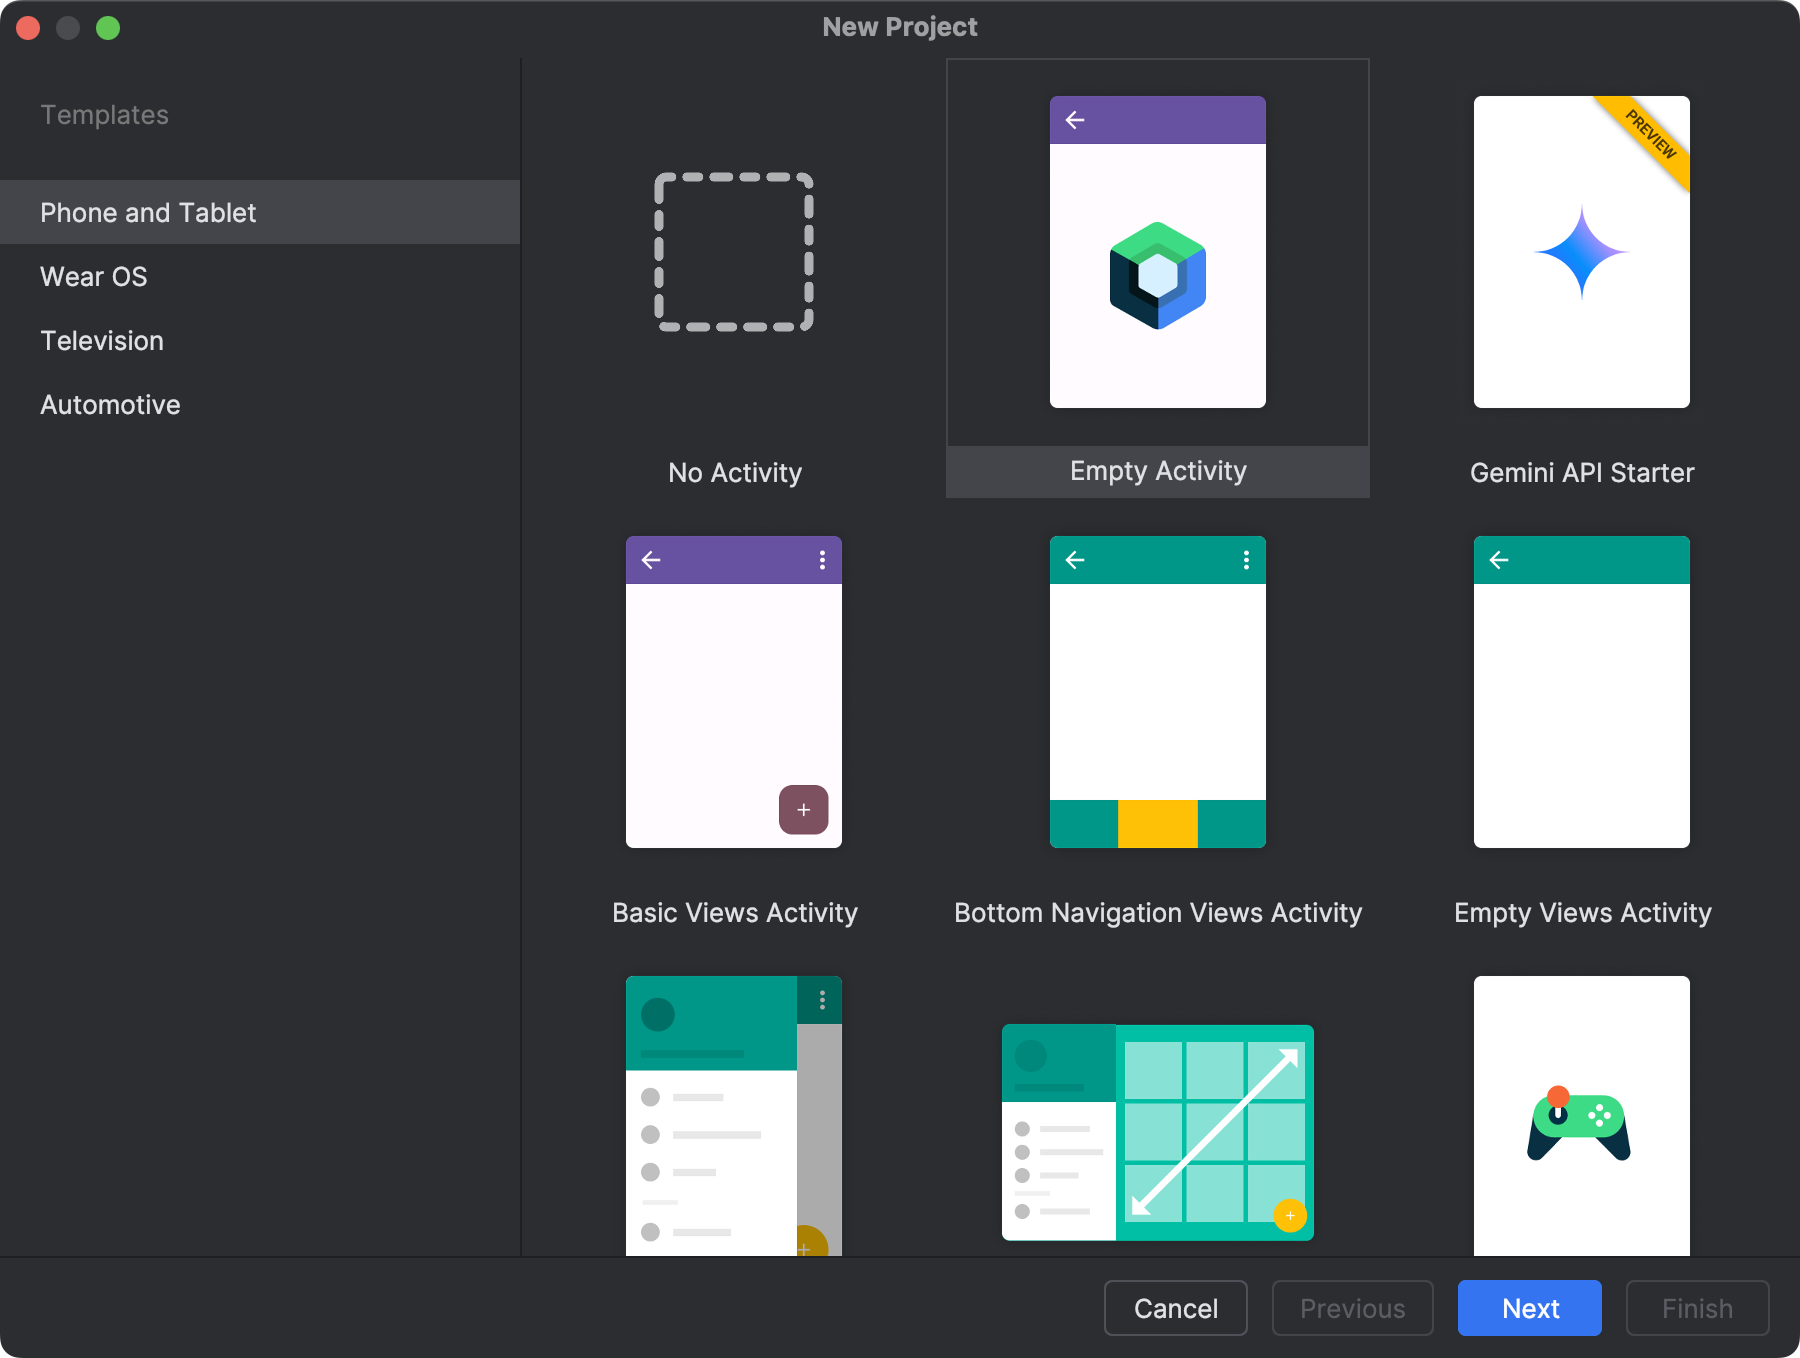 New Project
Templates
Phone and Tablet
Wear OS
Television
Automotive
PREVIEW
No Activity
Empty Activity
Gemini API Starter
Basic Views Activity
Bottom Navigation Views Activity
Empty Views Activity
Cancel
Previous
Next
Finish